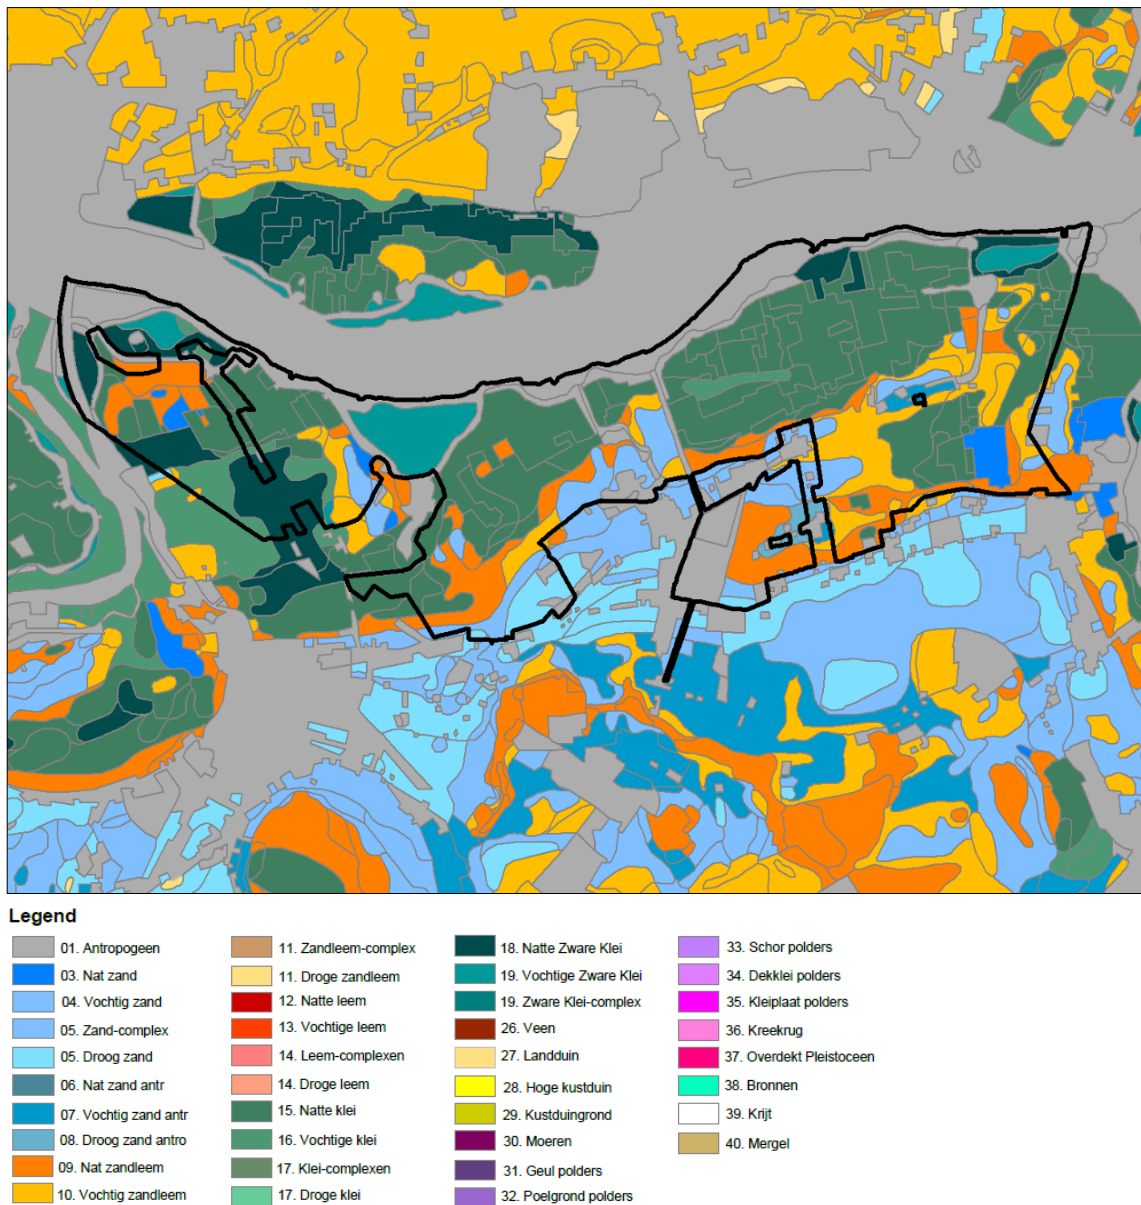 Legend
01. Antropogeen
03. Nat zand
04. Vochtig zand
05. Zand-complex
05. Droog zand
06. Nat zand antr
07. Vochtig zand antr
08. Droog zand antro
09. Nat zandleem
10. Vochtig zandleem
11. Zandleem-complex
11. Droge zandleem
12. Natte leem
13. Vochtige leem
14. Leem-complexen
14. Droge leem
15. Natte klei
16. Vochtige klei
17. Klei-complexen
17. Droge klei
18. Natte Zware Klei
19. Vochtige Zware Klei
19. Zware Klei-complex
26. Veen
27. Landduin
28. Hoge kustduin
29. Kustduingrond
30. Moeren
31. Geul polders
32. Poelgrond polders
33. Schor polders
34. Dekklei polders
35. Kleiplaat polders
36. Kreekrug
37. Overdekt Pleistoceen
38. Bronnen
39. Krijt
40. Mergel